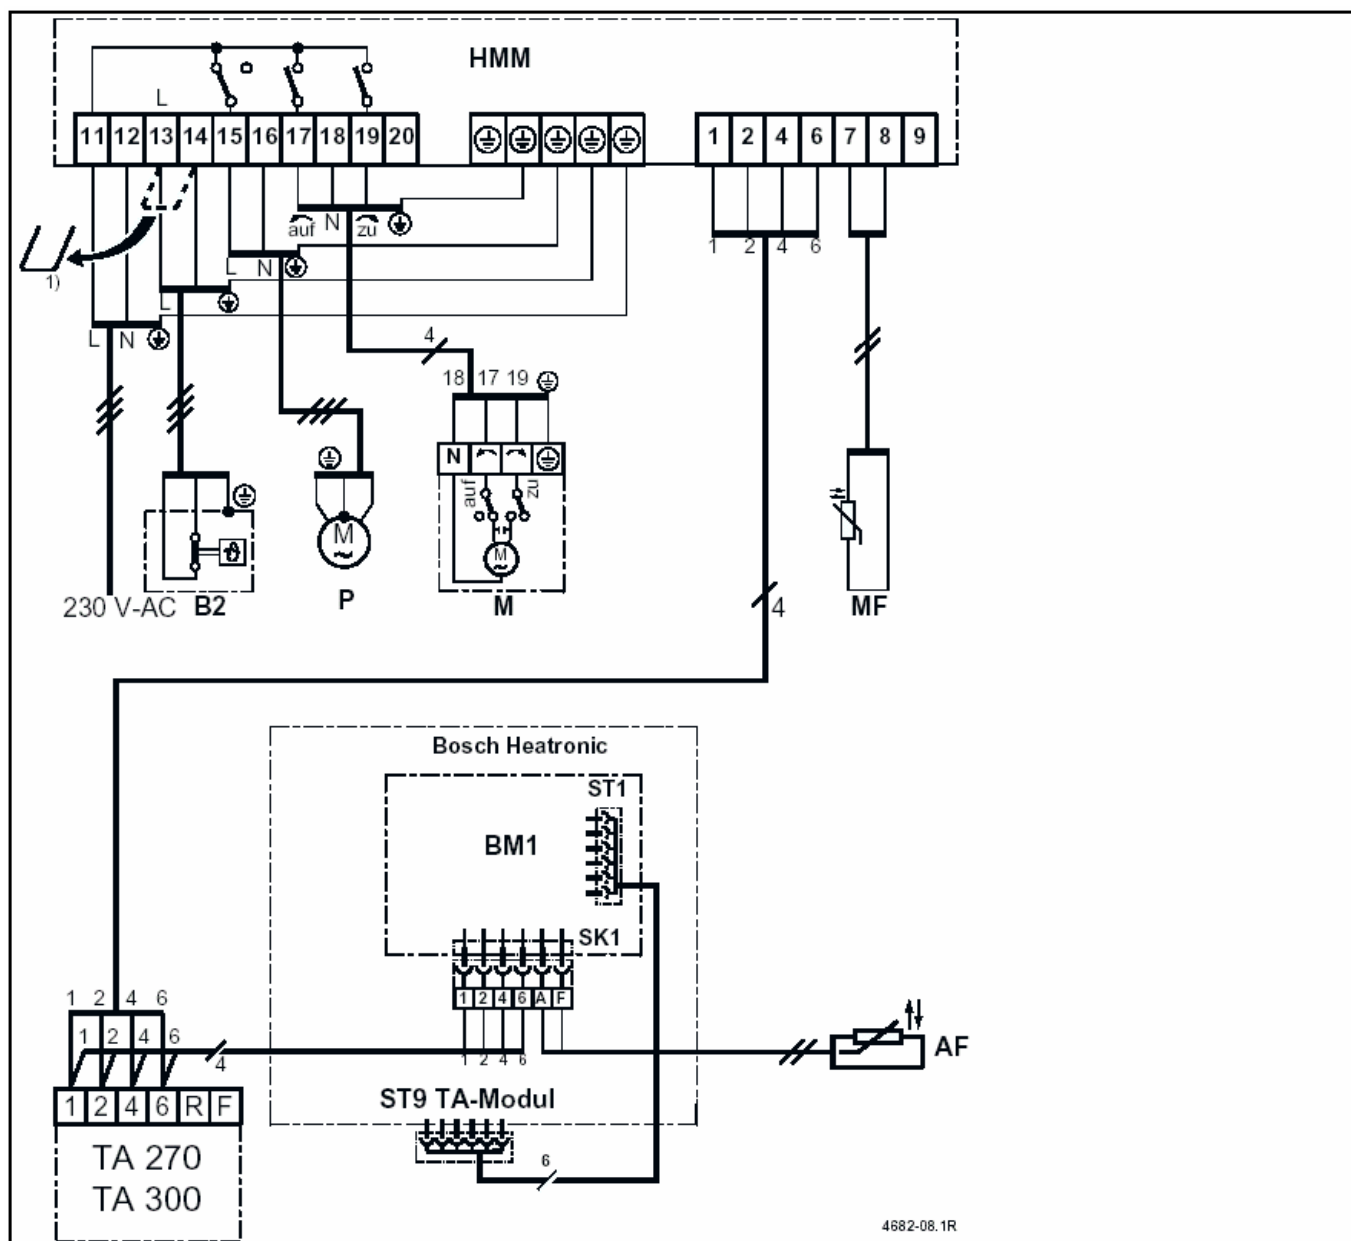 HMM
L
11 12 13 14 15 16 17 18 19 20
1 2 4 6 7 8 9
auf N zu
1 2 4 6
L N
1)
L
L N
4
18 17 19
N
auf zu
M
M
230 V-AC B2 P M
4
MF
Bosch Heatronic
ST1
BM1
SK1
1 2 4 6 A F
1 2 4 6
1 2 4 6
4
1 2 4 6
AF
ST9 TA-Modul
1 2 4 6 R F
TA 270
TA 300
6
4682-08.1R